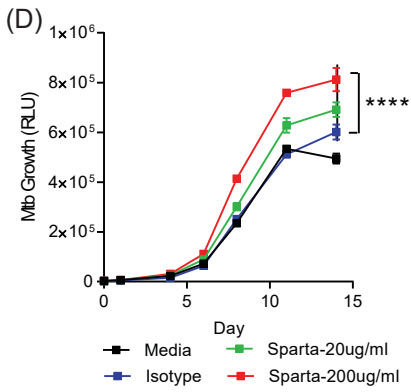 (D)
Mtb Growth (RLU)
1×10⁶
8×10⁵
6×10⁵
4×10⁵
2×10⁵
0
0 5 10 15
Day
****
Media
Sparta-20ug/ml
Isotype
Sparta-200ug/ml